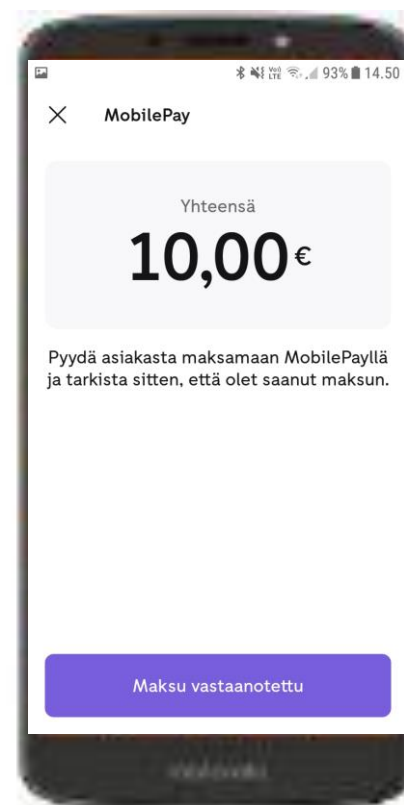 93% 14.50
MobilePay
Yhteensä
10,00 €
Pyydä asiakasta maksamaan MobilePayllä
ja tarkista sitten, että olet saanut maksun.
Maksu vastaanotettu